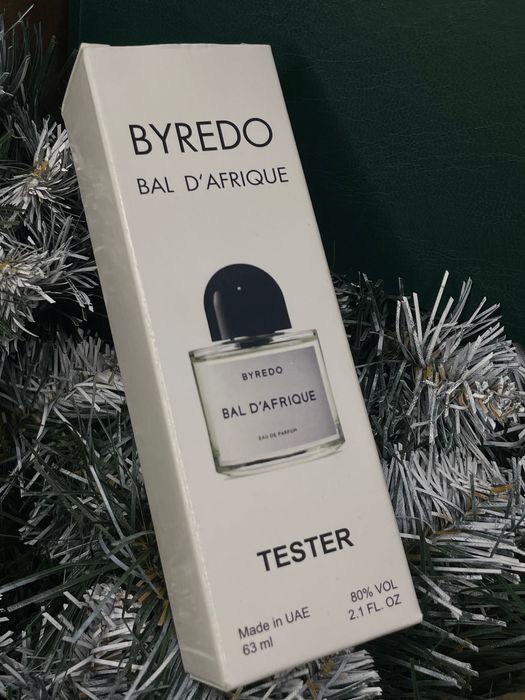 BYREDO
BAL D'AFRIQUE
BYREDO
BAL D'AFRIQUE
EAU DE PARFUM
TESTER
Made in UAE 80% VOL
63 ml 2.1 FL. OZ